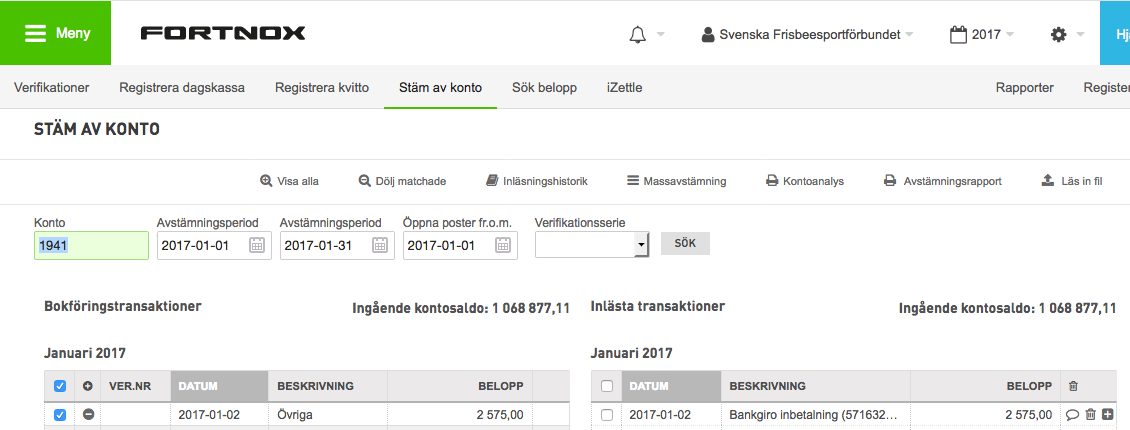 Meny
FORTNOX
Svenska Frisbeesportförbundet
2017
Hj
Verifikationer Registrera dagskassa Registrera kvitto Stäm av konto Sök belopp iZettle Rapporter Register
STÄM AV KONTO
Visa alla Dölj matchade Inläsningshistorik Massavstämning Kontoanalys Avstämningsrapport Läs in fil
Konto Avstämningsperiod Avstämningsperiod Öppna poster fr.o.m. Verifikationsserie
1941 2017-01-01 2017-01-31 2017-01-01 SÖK
Bokföringstransaktioner Ingående kontosaldo: 1 068 877,11 Inlästa transaktioner Ingående kontosaldo: 1 068 877,11
Januari 2017 Januari 2017
VER.NR DATUM BESKRIVNING BELOPP DATUM BESKRIVNING BELOPP
2017-01-02 Övriga 2 575,00 2017-01-02 Bankgiro inbetalning (571632... 2 575,00